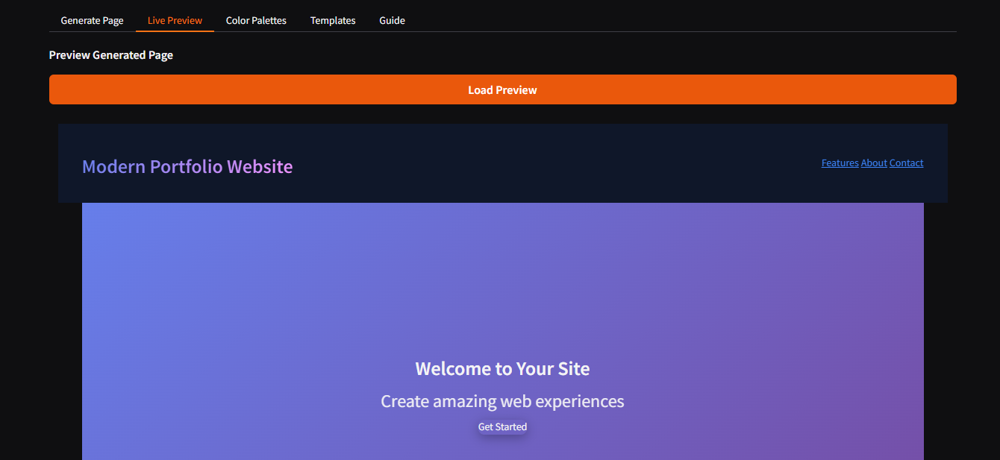 Generate Page Live Preview Color Palettes Templates Guide
Preview Generated Page
Load Preview
Modern Portfolio Website Features About Contact
Welcome to Your Site
Create amazing web experiences
Get Started